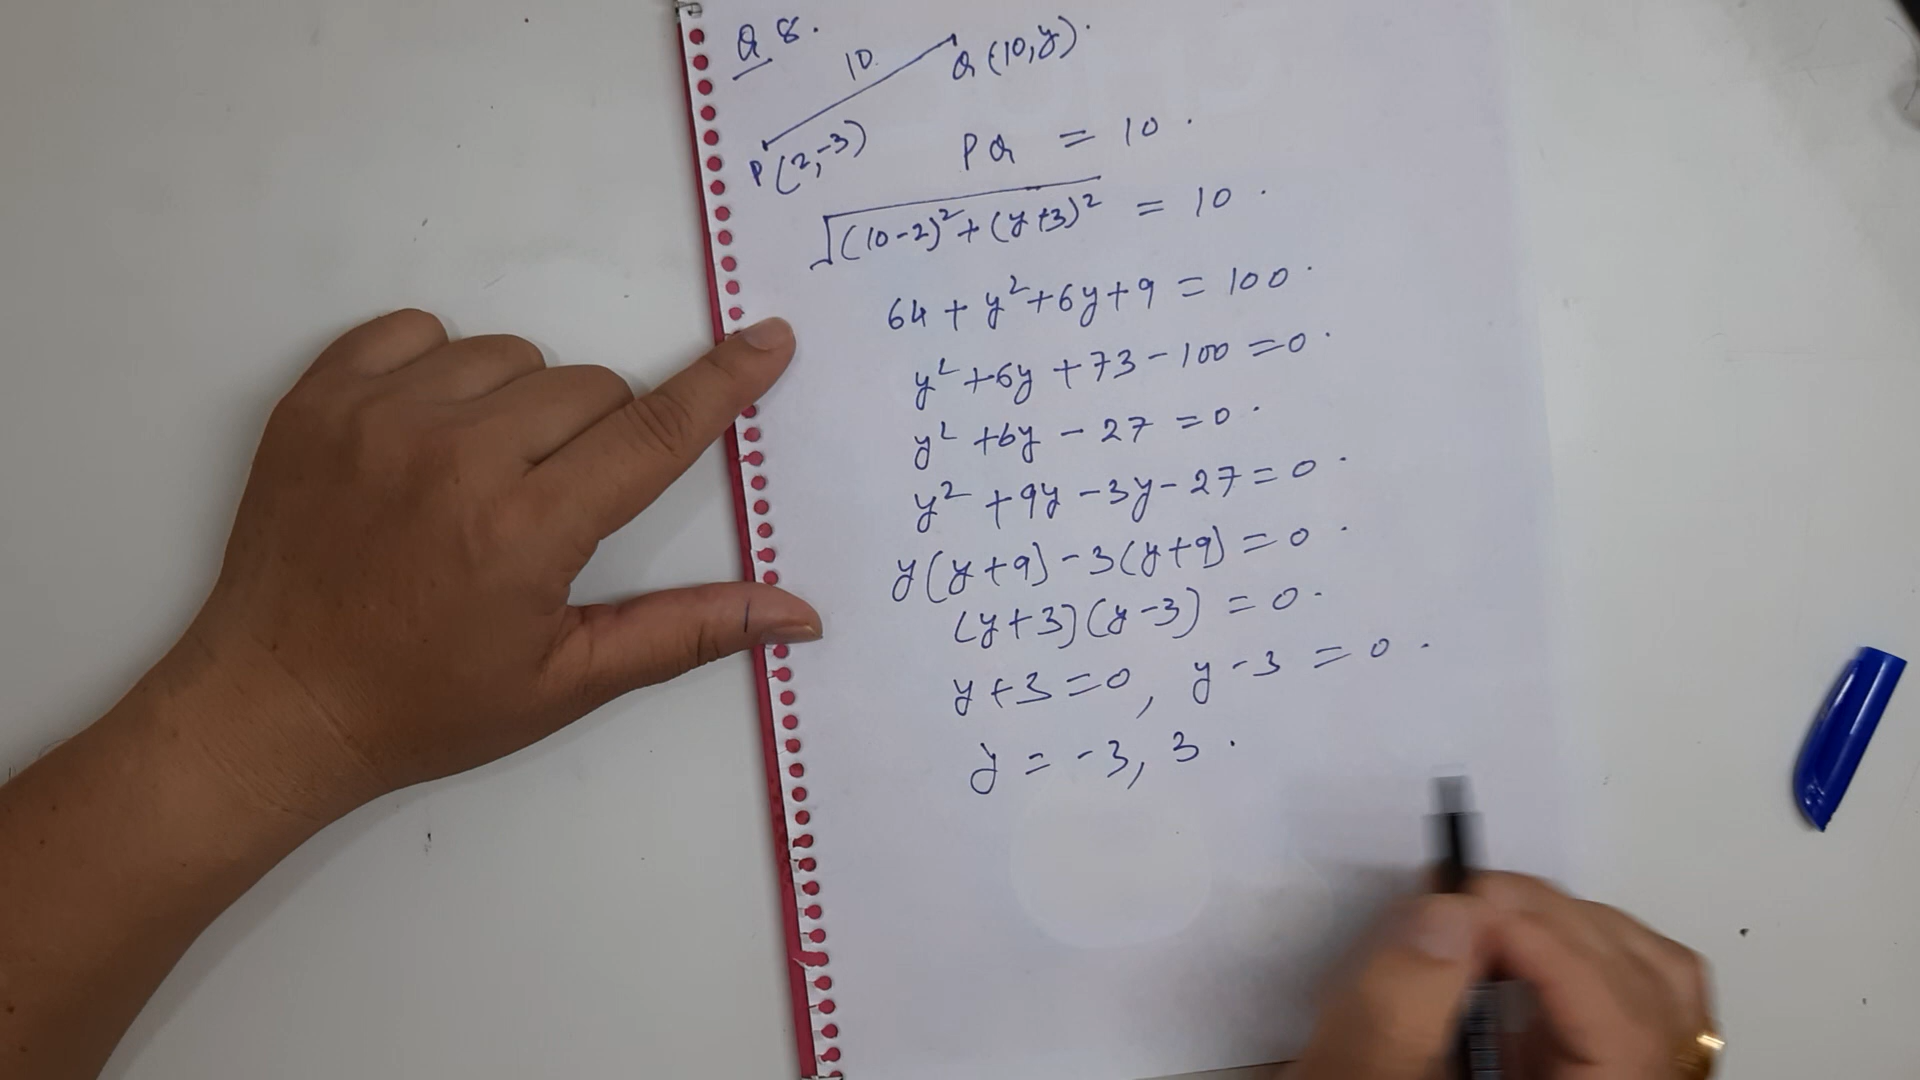 Q 8.
10.
Q (10,y).
P(2,-3)
PQ = 10.
√(10-2)²+(y+3)² = 10.
64 + y²+6y+9 = 100.
y²+6y+73-100 =0.
y² +6y - 27 =0.
y² +9y -3y-27=0.
y(y+9)-3(y+9)=0.
(y+3)(y-3) =0.
y+3=0, y-3 =0.
y = -3, 3.